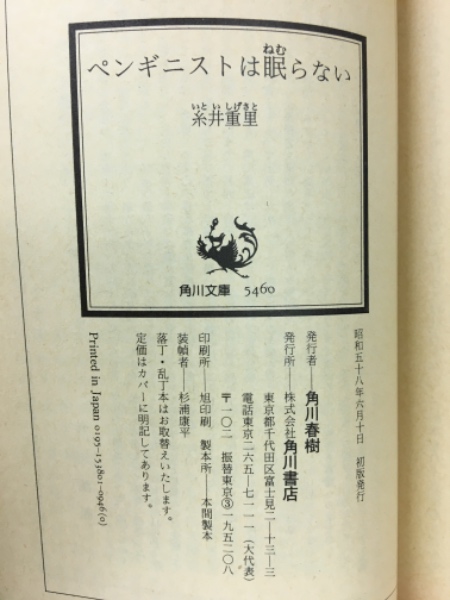 ペンギニストは眠らない
ねむ
糸井重里
いとい しげさと
角川文庫 5460
昭和五十八年六月十日 初版発行
発行者——角川春樹
発行所——株式会社角川書店
東京都千代田区富士見二—十三—三
電話東京二六五—七一一一(大代表)
〒一〇二 振替東京③一九五二〇八
印刷所——旭印刷 製本所——本間製本
装幀者——杉浦康平
落丁・乱丁本はお取替えいたします。
定価はカバーに明記してあります。
Printed in Japan 0195-153801-0946(0)